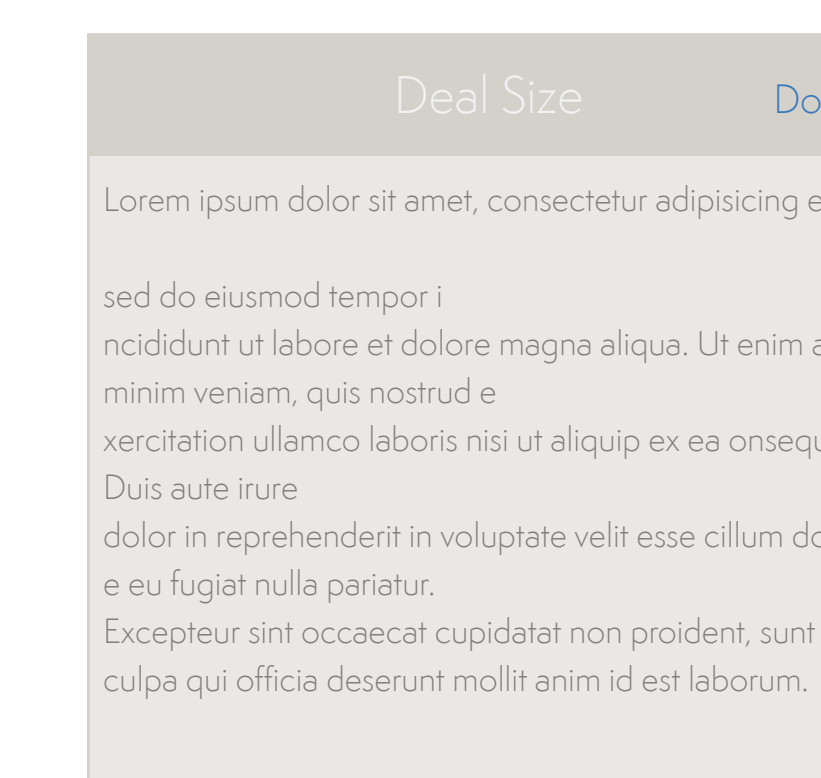 Deal Size
Do
Lorem ipsum dolor sit amet, consectetur adipisicing e
sed do eiusmod tempor i
ncididunt ut labore et dolore magna aliqua. Ut enim a
minim veniam, quis nostrud e
xercitation ullamco laboris nisi ut aliquip ex ea onsequ
Duis aute irure
dolor in reprehenderit in voluptate velit esse cillum do
e eu fugiat nulla pariatur.
Excepteur sint occaecat cupidatat non proident, sunt
culpa qui officia deserunt mollit anim id est laborum.